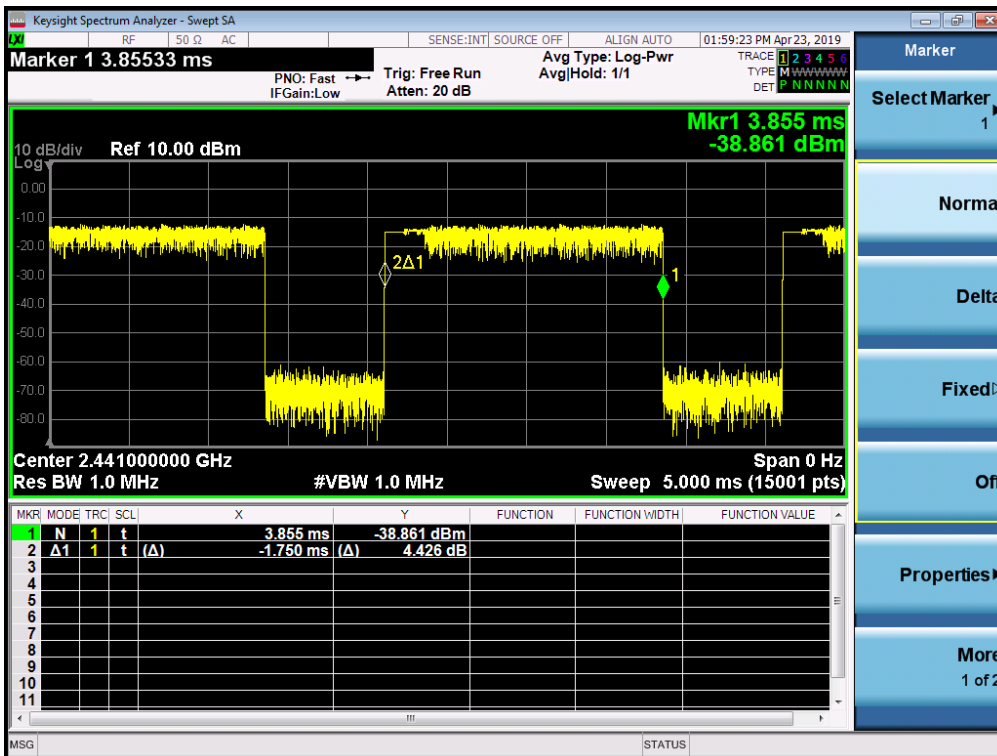 Keysight Spectrum Analyzer - Swept SA
LXI RF 50 Ω AC SENSE:INT SOURCE OFF ALIGN AUTO 01:59:23 PM Apr 23, 2019
Marker 1 3.85533 ms
PNO: Fast
IFGain:Low
Trig: Free Run
Atten: 20 dB
Avg Type: Log-Pwr
Avg|Hold: 1/1
TRACE 1 2 3 4 5 6
TYPE M WWWWW
DET P N N N N N
Mkr1 3.855 ms
-38.861 dBm
10 dB/div Ref 10.00 dBm
Log
0.00
-10.0
-20.0
-30.0
-40.0
-50.0
-60.0
-70.0
-80.0
2Δ1
1
Center 2.441000000 GHz Span 0 Hz
Res BW 1.0 MHz #VBW 1.0 MHz Sweep 5.000 ms (15001 pts)
MKR MODE TRC SCL X Y FUNCTION FUNCTION WIDTH FUNCTION VALUE
1 N 1 t 3.855 ms -38.861 dBm
2 Δ1 1 t (Δ) -1.750 ms (Δ) 4.426 dB
3
4
5
6
7
8
9
10
11
MSG STATUS
Marker
Select Marker
1
Norma
Delta
Fixed
Off
Properties
More
1 of 2